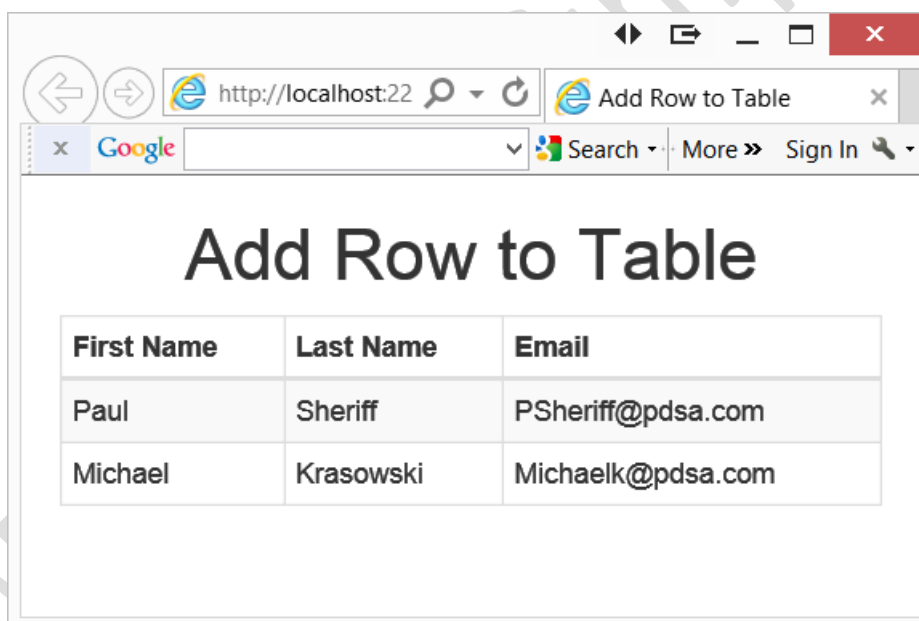 http://localhost:22 Add Row to Table
x Google Search More » Sign In
Add Row to Table
First Name Last Name Email
Paul Sheriff PSheriff@pdsa.com
Michael Krasowski Michaelk@pdsa.com